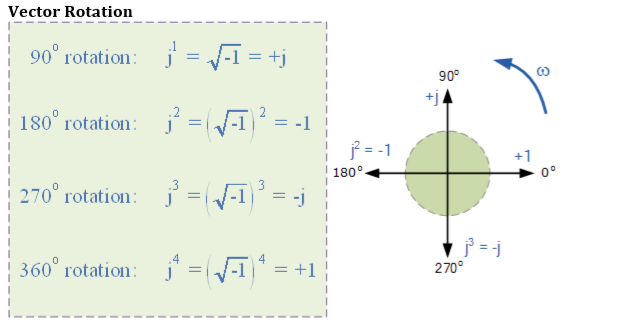 Vector Rotation
90° rotation: j¹ = √-1 = +j
180° rotation: j² = (√-1)² = -1
270° rotation: j³ = (√-1)³ = -j
360° rotation: j⁴ = (√-1)⁴ = +1
90°
ω
+j
j² = -1
+1
180°
0°
j³ = -j
270°